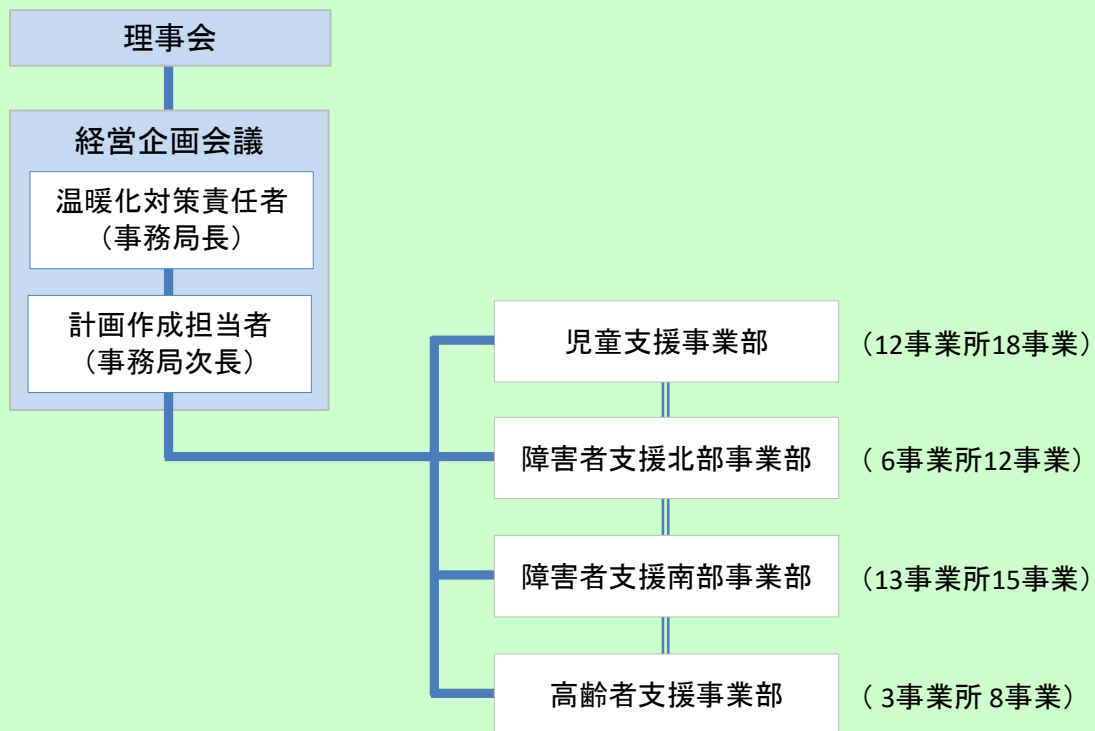 理事会
経営企画会議
温暖化対策責任者
（事務局長）
計画作成担当者
（事務局次長）
児童支援事業部 （12事業所18事業）
障害者支援北部事業部 （ 6事業所12事業）
障害者支援南部事業部 （13事業所15事業）
高齢者支援事業部 （ 3事業所 8事業）